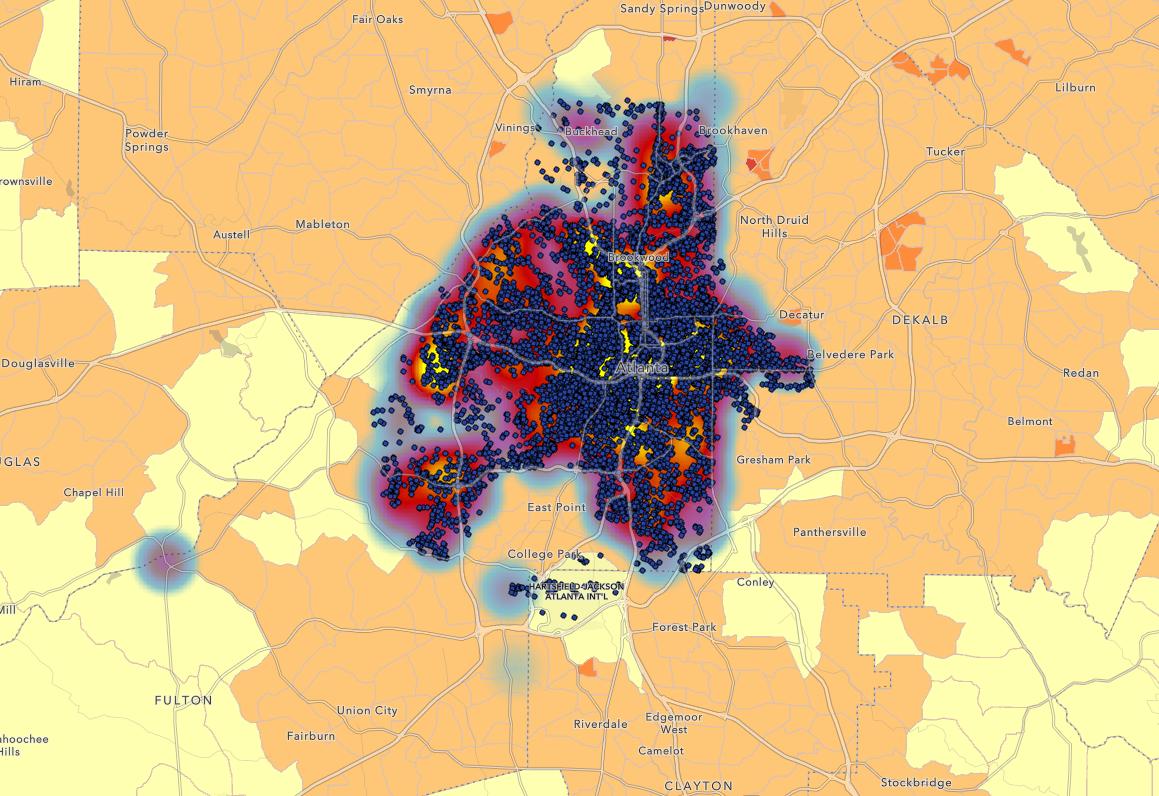 Sandy Springs
Dunwoody
Fair Oaks
Hiram
Smyrna
Lilburn
Vinings
Buckhead
Brookhaven
Powder
Springs
Tucker
rownsville
Mableton
North Druid
Hills
Austell
Brookwood
Decatur
DEKALB
Belvedere Park
Douglasville
Atlanta
Redan
Belmont
GLAS
Gresham Park
Chapel Hill
East Point
Panthersville
College Park
HARTSFIELD-JACKSON
ATLANTA INT'L
Conley
Mill
Forest Park
FULTON
Union City
Riverdale
Edgemoor
West
Fairburn
ahoochee
Hills
Camelot
CLAYTON
Stockbridge